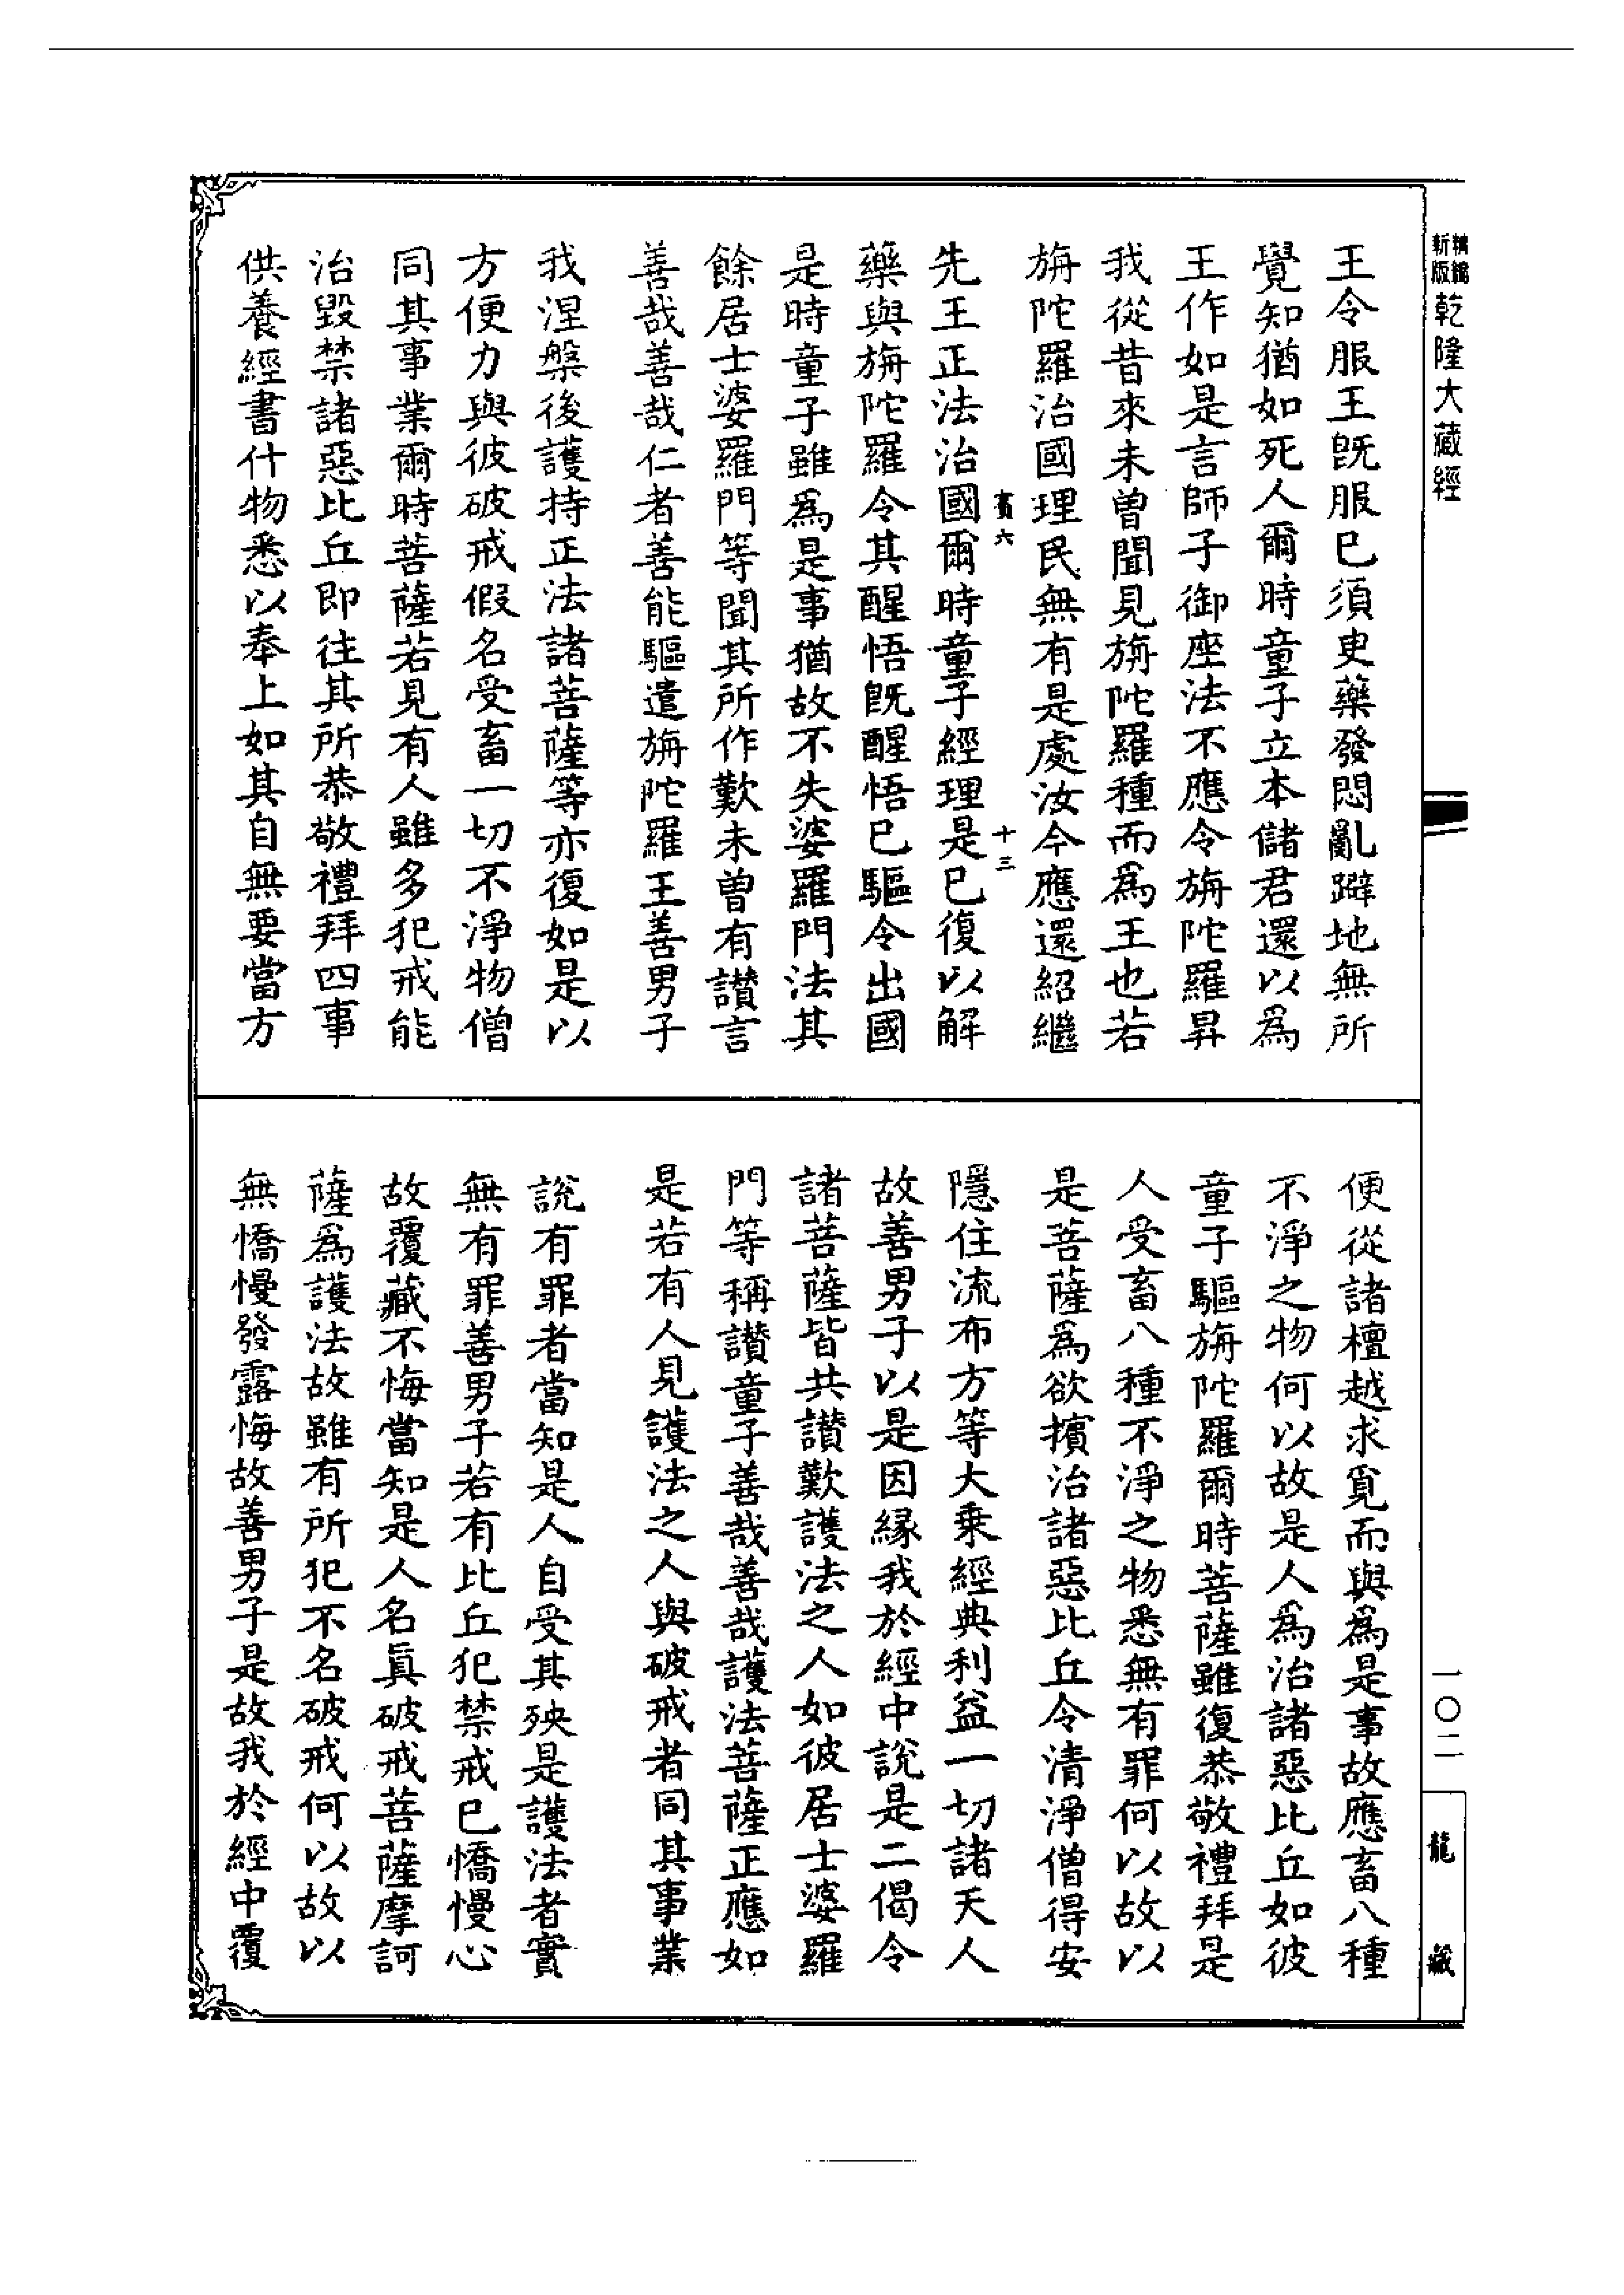 新版
精縮
乾隆大藏經
王令服王旣服已須臾藥發悶亂躃地無所
覺知猶如死人爾時童子立本儲君還以爲
王作如是言師子御座法不應令旃陀羅昇
我從昔來未曾聞見旃陀羅種而爲王也若
旃陀羅治國理民無有是處汝今應還紹繼
賓六
十三
先王正法治國爾時童子經理是已復以解
藥與旃陀羅令其醒悟旣醒悟已驅令出國
是時童子雖爲是事猶故不失婆羅門法其
餘居士婆羅門等聞其所作歎未曾有讃言
善哉善哉仁者善能驅遣旃陀羅王善男子
我涅槃後護持正法諸菩薩等亦復如是以
方便力與彼破戒假名受畜一切不淨物僧
同其事業爾時菩薩若見有人雖多犯戒能
治毀禁諸惡比丘即往其所恭敬禮拜四事
供養經書什物悉以奉上如其自無要當方
便從諸檀越求覓而與爲是事故應畜八種
不淨之物何以故是人爲治諸惡比丘如彼
童子驅旃陀羅爾時菩薩雖復恭敬禮拜是
人受畜八種不淨之物悉無有罪何以故以
是菩薩爲欲擯治諸惡比丘令清淨僧得安
隱住流布方等大乗經典利益一切諸天人
故善男子以是因緣我於經中說是二偈令
諸菩薩皆共讃歎護法之人如彼居士婆羅
門等稱讃童子善哉善哉護法菩薩正應如
是若有人見護法之人與破戒者同其事業
說有罪者當知是人自受其殃是護法者實
無有罪善男子若有比丘犯禁戒已憍慢心
故覆藏不悔當知是人名眞破戒菩薩摩訶
薩爲護法故雖有所犯不名破戒何以故以
無憍慢發露悔故善男子是故我於經中覆
一〇二
龍藏